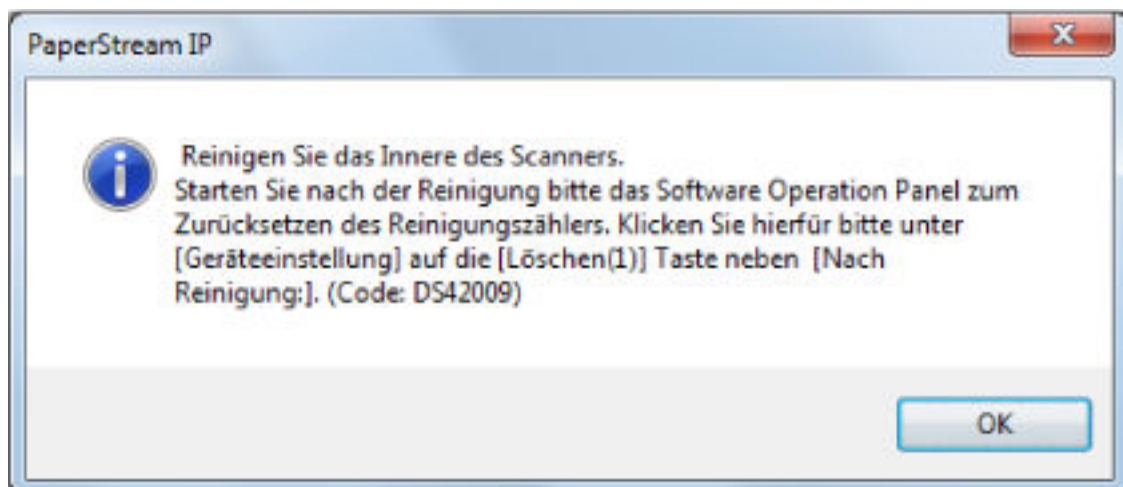 PaperStream IP
Reinigen Sie das Innere des Scanners.
Starten Sie nach der Reinigung bitte das Software Operation Panel zum
Zurücksetzen des Reinigungszählers. Klicken Sie hierfür bitte unter
[Geräteeinstellung] auf die [Löschen(1)] Taste neben  [Nach
Reinigung:]. (Code: DS42009)
OK